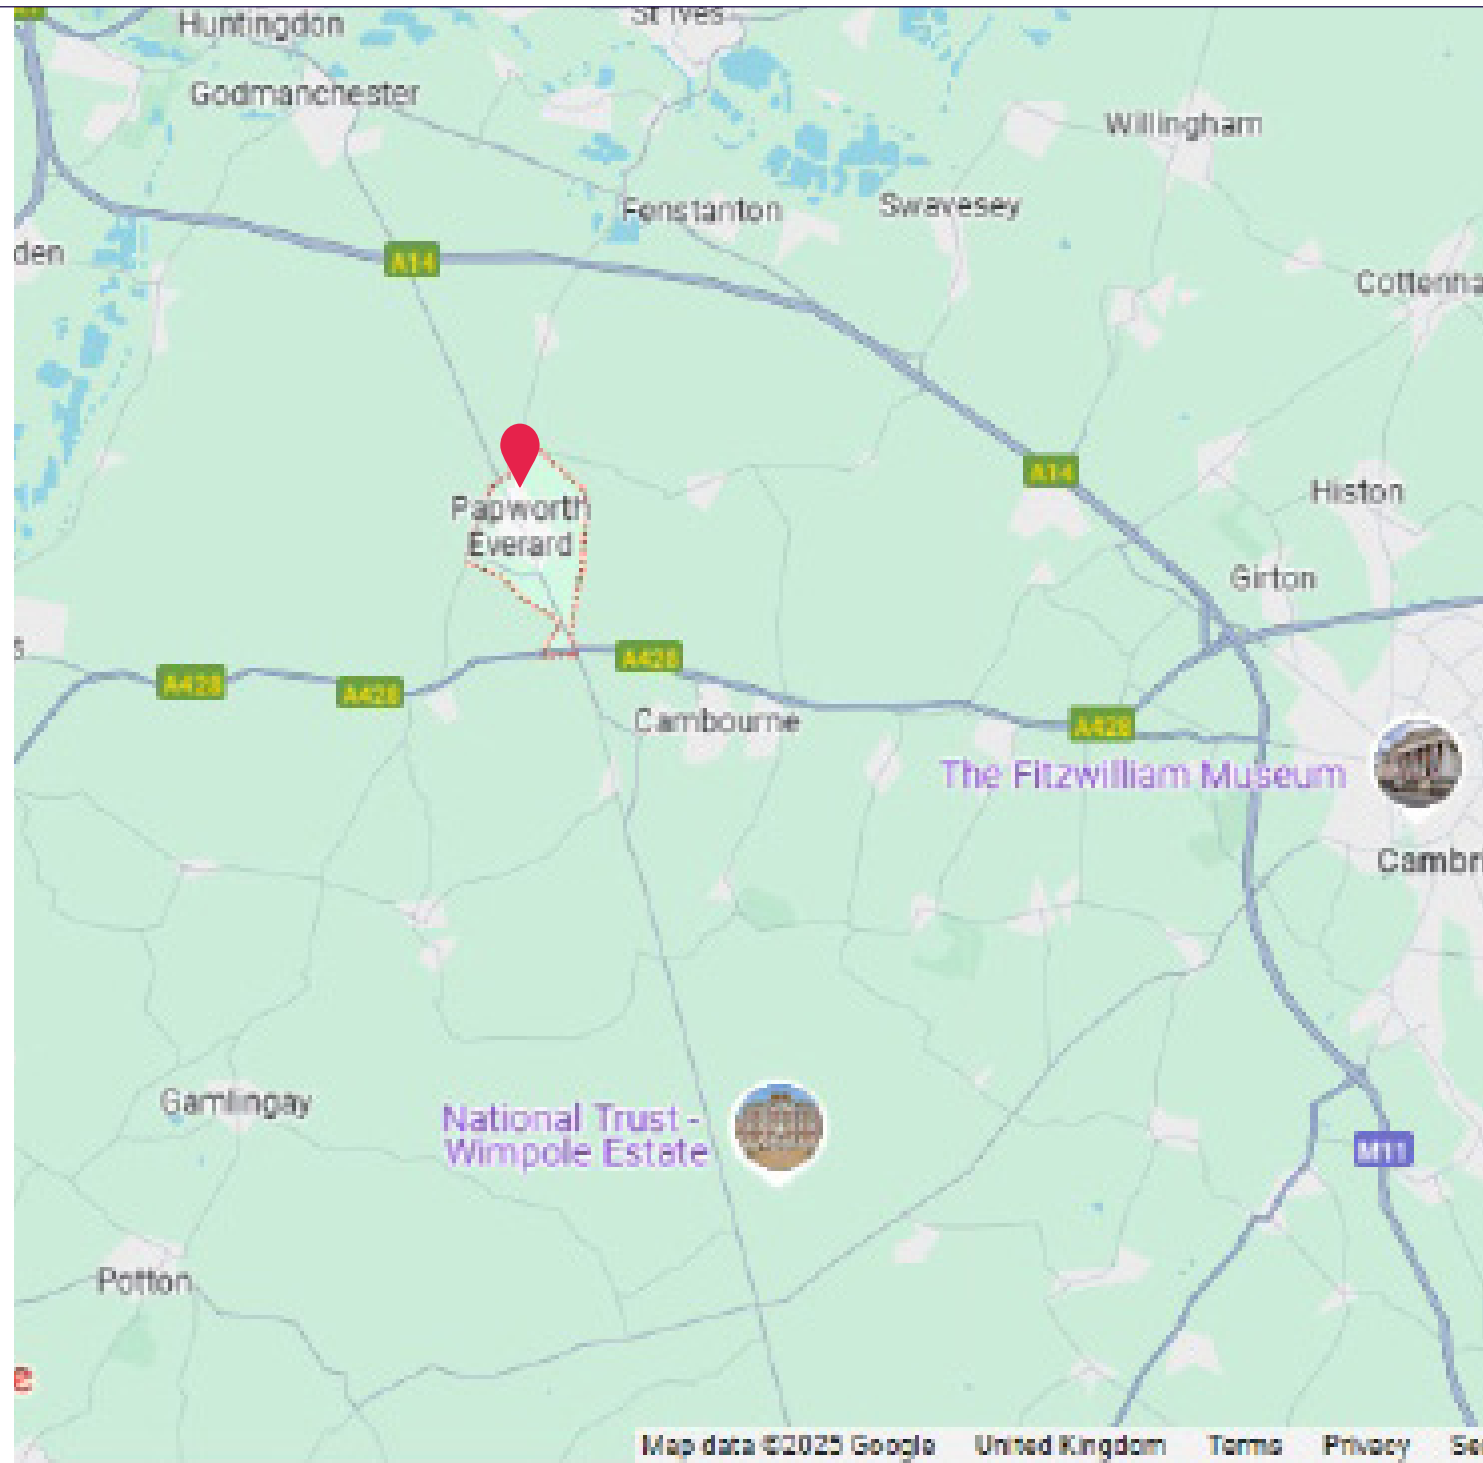 St Ives
Huntingdon
Godmanchester
Willingham
Fenstanton
Swavesey
den
A14
Cottenha
A14
Histon
Papworth
Everard
Girton
s
A428
A428
A428
Cambourne
A428
The Fitzwilliam Museum
Cambri
Gamlingay
National Trust -
Wimpole Estate
M11
Potton
e
Map data ©2025 Google United Kingdom Terms Privacy Se